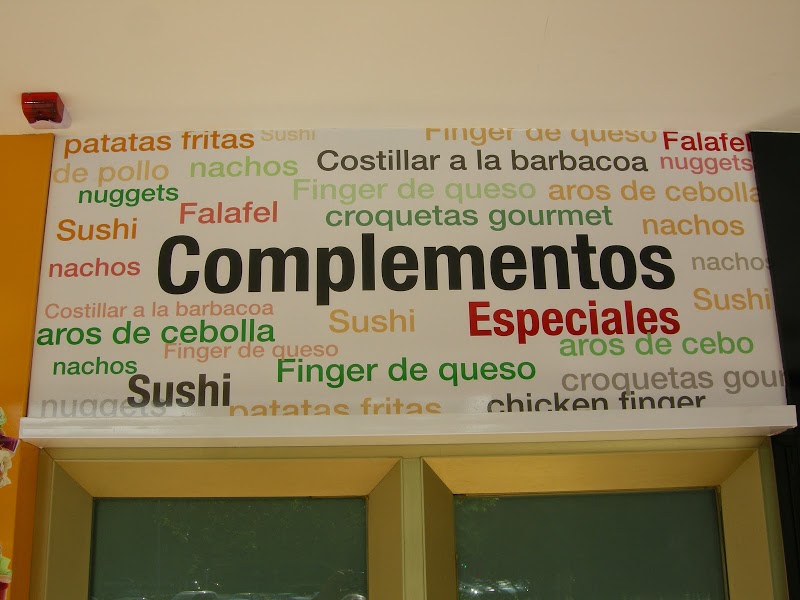 patatas fritas Sushi Finger de queso Falafel
de pollo nachos Costillar a la barbacoa nuggets
nuggets Finger de queso aros de cebolla
Sushi Falafel croquetas gourmet nachos
nachos Complementos nachos
Costillar a la barbacoa Sushi Especiales Sushi
aros de cebolla Finger de queso aros de cebo
nachos Finger de queso croquetas gour
nuggets Sushi patatas fritas chicken finger